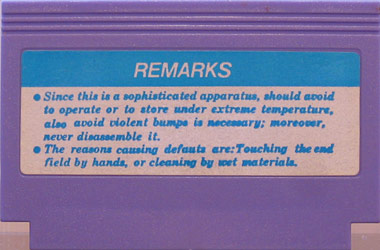 REMARKS
● Since this is a sophisticated apparatus, should avoid
to operate or to store under extreme temperature,
also avoid violent bumps is necessary; moreover,
never disassemble it.
● The reasons causing defauts are:Touching the end
field by hands, or cleaning by wet materials.